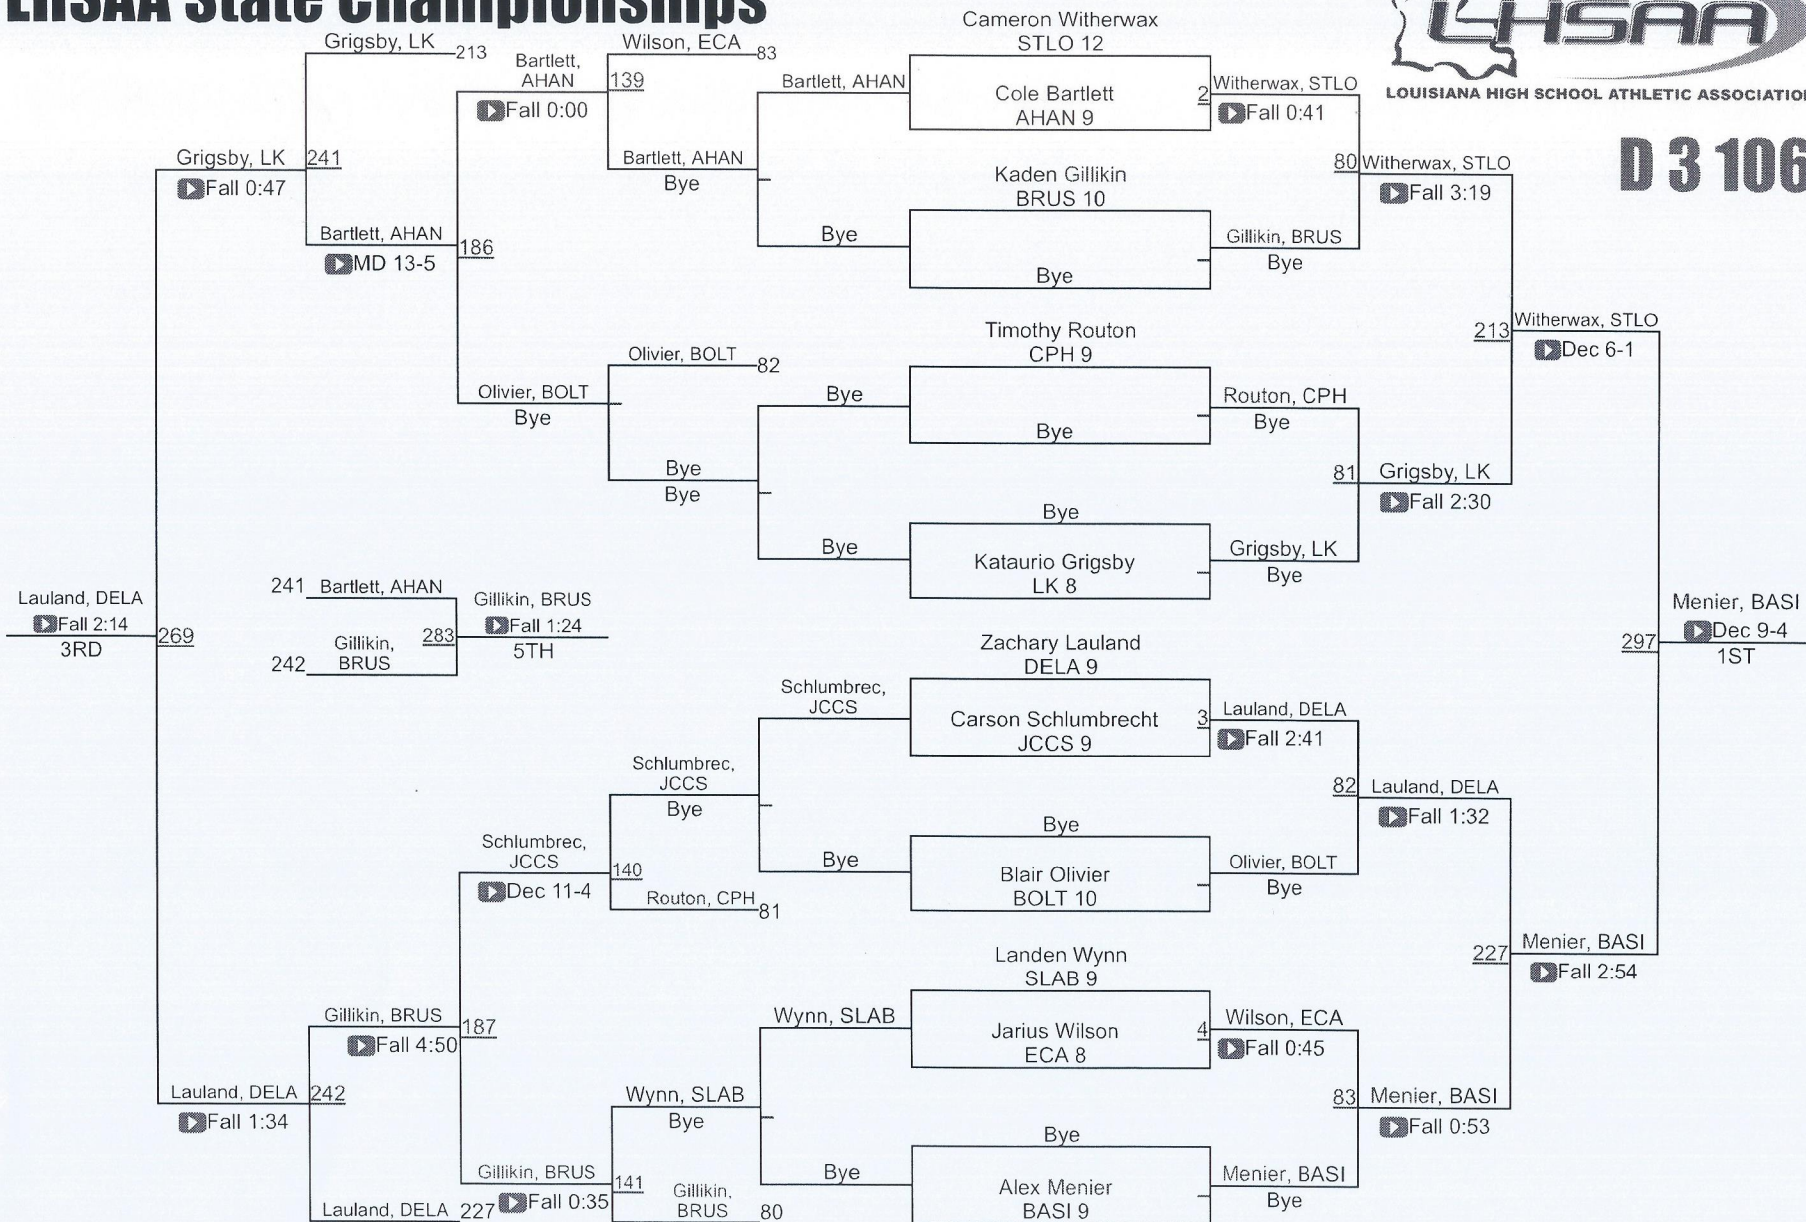 LHSAA State Championships
LHSAA
LOUISIANA HIGH SCHOOL ATHLETIC ASSOCIATIO
D 3 106
Cameron Witherwax
STLO 12
Cole Bartlett
AHAN 9
2
Kaden Gillikin
BRUS 10
Bye
Timothy Routon
CPH 9
Bye
Bye
Kataurio Grigsby
LK 8
Zachary Lauland
DELA 9
Carson Schlumbrecht
JCCS 9
3
Bye
Blair Olivier
BOLT 10
Landen Wynn
SLAB 9
Jarius Wilson
ECA 8
4
Bye
Alex Menier
BASI 9
Witherwax, STLO
Fall 0:41
Gillikin, BRUS
Bye
Routon, CPH
Bye
Grigsby, LK
Bye
Lauland, DELA
Fall 2:41
Olivier, BOLT
Bye
Wilson, ECA
Fall 0:45
Menier, BASI
Bye
80
Witherwax, STLO
Fall 3:19
81
Grigsby, LK
Fall 2:30
82
Lauland, DELA
Fall 1:32
83
Menier, BASI
Fall 0:53
213
Witherwax, STLO
Dec 6-1
227
Menier, BASI
Fall 2:54
297
Menier, BASI
Dec 9-4
1ST
Bartlett, AHAN
Bye
Bye
Bye
Schlumbrec,
JCCS
Bye
Wynn, SLAB
Bye
Wilson, ECA
83
Bartlett, AHAN
Bye
Olivier, BOLT
82
Bye
Bye
Schlumbrec,
JCCS
Bye
Routon, CPH
81
Wynn, SLAB
Bye
Gillikin,
BRUS
80
Bartlett,
AHAN
139
Fall 0:00
Olivier, BOLT
Bye
Schlumbrec,
JCCS
140
Dec 11-4
Gillikin, BRUS
141
Fall 0:35
Grigsby, LK
213
Bartlett, AHAN
186
MD 13-5
Gillikin, BRUS
187
Fall 4:50
Lauland, DELA
227
Grigsby, LK
241
Fall 0:47
Lauland, DELA
242
Fall 1:34
Lauland, DELA
Fall 2:14
269
3RD
241
Bartlett, AHAN
242
Gillikin,
BRUS
283
Gillikin, BRUS
Fall 1:24
5TH